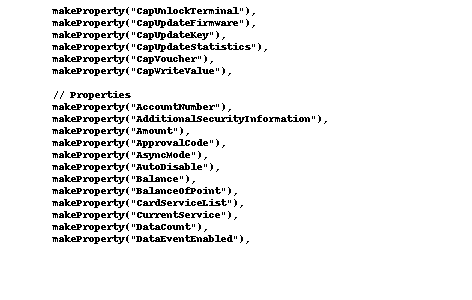 makeProperty("CapUnlockTerminal"),
makeProperty("CapUpdateFirmware"),
makeProperty("CapUpdateKey"),
makeProperty("CapUpdateStatistics"),
makeProperty("CapVoucher"),
makeProperty("CapWriteValue"),
// Properties
makeProperty("AccountNumber"),
makeProperty("AdditionalSecurityInformation"),
makeProperty("Amount"),
makeProperty("ApprovalCode"),
makeProperty("AsyncMode"),
makeProperty("AutoDisable"),
makeProperty("Balance"),
makeProperty("BalanceOfPoint"),
makeProperty("CardServiceList"),
makeProperty("CurrentService"),
makeProperty("DataCount"),
makeProperty("DataEventEnabled"),